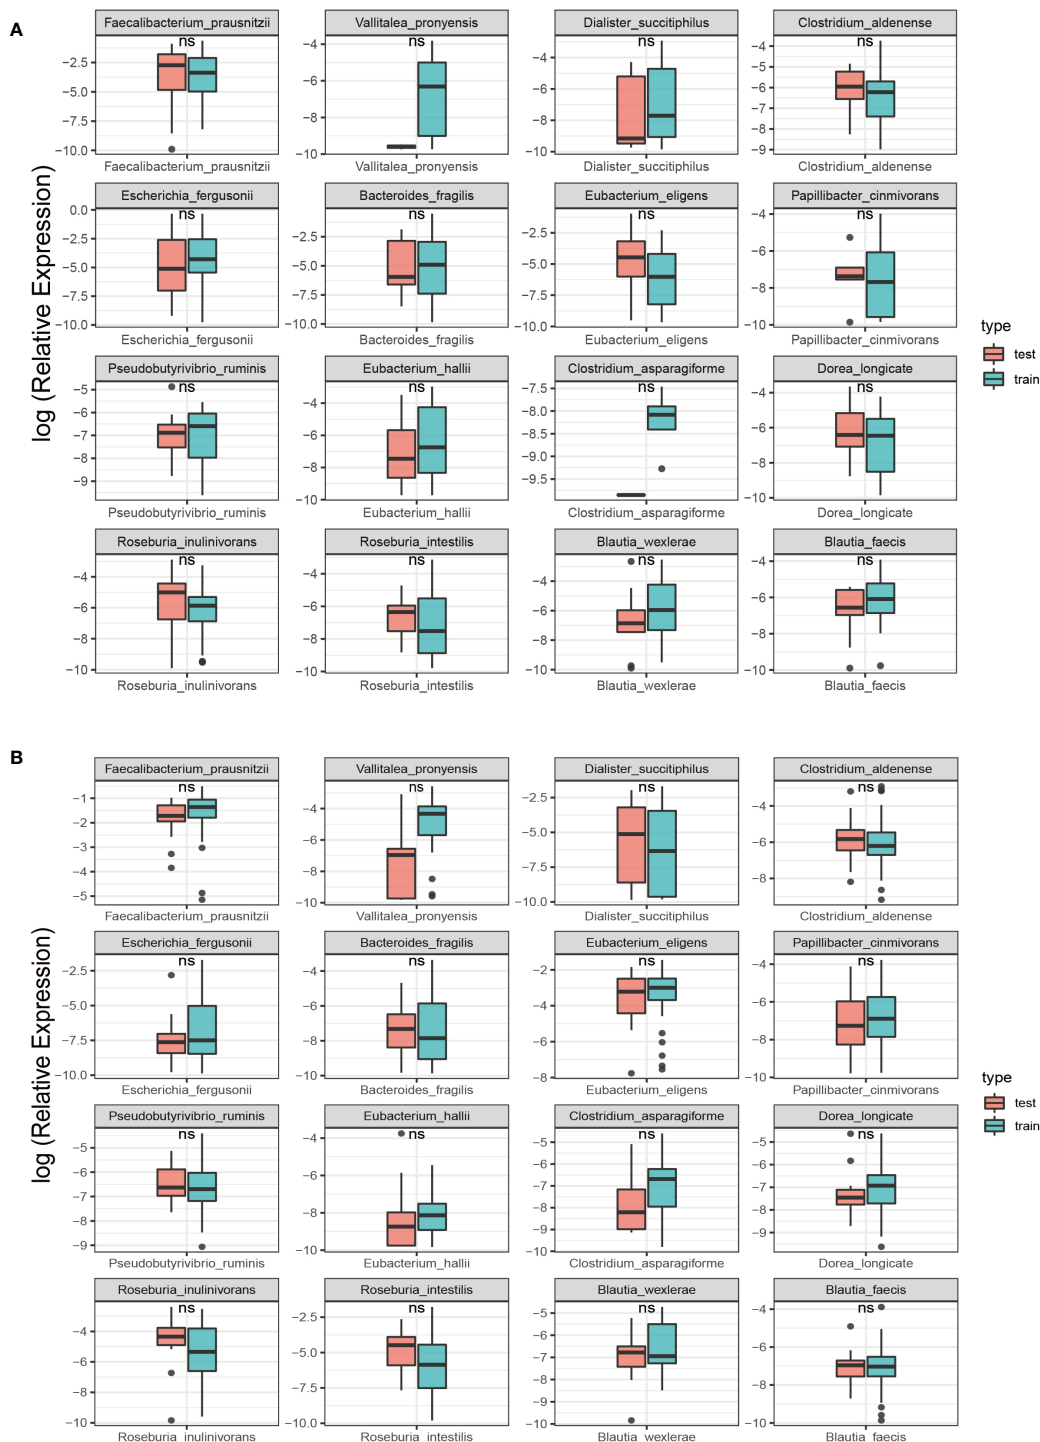 A
Faecalibacterium_prausnitzii Vallitalea_pronyensis Dialister_succitiphilus Clostridium_aldenense
ns ns ns ns
−2.5 −5.0 −7.5 −10.0
−4 −6 −8 −10
−4 −6 −8 −10
−4 −5 −6 −7 −8 −9
Faecalibacterium_prausnitzii Vallitalea_pronyensis Dialister_succitiphilus Clostridium_aldenense
Escherichia_fergusonii Bacteroides_fragilis Eubacterium_eligens Papillibacter_cinmivorans
ns ns ns ns
0.0 −2.5 −5.0 −7.5 −10.0
−2.5 −5.0 −7.5 −10.0
−2.5 −5.0 −7.5 −10.0
−4 −6 −8 −10
Escherichia_fergusonii Bacteroides_fragilis Eubacterium_eligens Papillibacter_cinmivorans
Pseudobutyrivibrio_ruminis Eubacterium_hallii Clostridium_asparagiforme Dorea_longicate
ns ns ns ns
−5 −6 −7 −8 −9
−4 −6 −8 −10
−7.5 −8.0 −8.5 −9.0 −9.5
−4 −6 −8 −10
Pseudobutyrivibrio_ruminis Eubacterium_hallii Clostridium_asparagiforme Dorea_longicate
Roseburia_inulinivorans Roseburia_intestilis Blautia_wexlerae Blautia_faecis
ns ns ns ns
−4 −6 −8 −10
−4 −6 −8 −10
−4 −6 −8 −10
−4 −6 −8 −10
Roseburia_inulinivorans Roseburia_intestilis Blautia_wexlerae Blautia_faecis
log (Relative Expression)
type
test
train
B
Faecalibacterium_prausnitzii Vallitalea_pronyensis Dialister_succitiphilus Clostridium_aldenense
ns ns ns ns
−1 −2 −3 −4 −5
−4 −6 −8 −10
−2.5 −5.0 −7.5 −10.0
−4 −6 −8
Faecalibacterium_prausnitzii Vallitalea_pronyensis Dialister_succitiphilus Clostridium_aldenense
Escherichia_fergusonii Bacteroides_fragilis Eubacterium_eligens Papillibacter_cinmivorans
ns ns ns ns
−2.5 −5.0 −7.5 −10.0
−4 −6 −8 −10
−2 −4 −6 −8
−4 −6 −8 −10
Escherichia_fergusonii Bacteroides_fragilis Eubacterium_eligens Papillibacter_cinmivorans
Pseudobutyrivibrio_ruminis Eubacterium_hallii Clostridium_asparagiforme Dorea_longicate
ns ns ns ns
−5 −6 −7 −8 −9
−4 −6 −8 −10
−5 −6 −7 −8 −9 −10
−5 −6 −7 −8 −9
Pseudobutyrivibrio_ruminis Eubacterium_hallii Clostridium_asparagiforme Dorea_longicate
Roseburia_inulinivorans Roseburia_intestilis Blautia_wexlerae Blautia_faecis
ns ns ns ns
−4 −6 −8 −10
−2.5 −5.0 −7.5 −10.0
−5 −6 −7 −8 −9 −10
−4 −6 −8 −10
Roseburia_inulinivorans Roseburia_intestilis Blautia_wexlerae Blautia_faecis
log (Relative Expression)
type
test
train